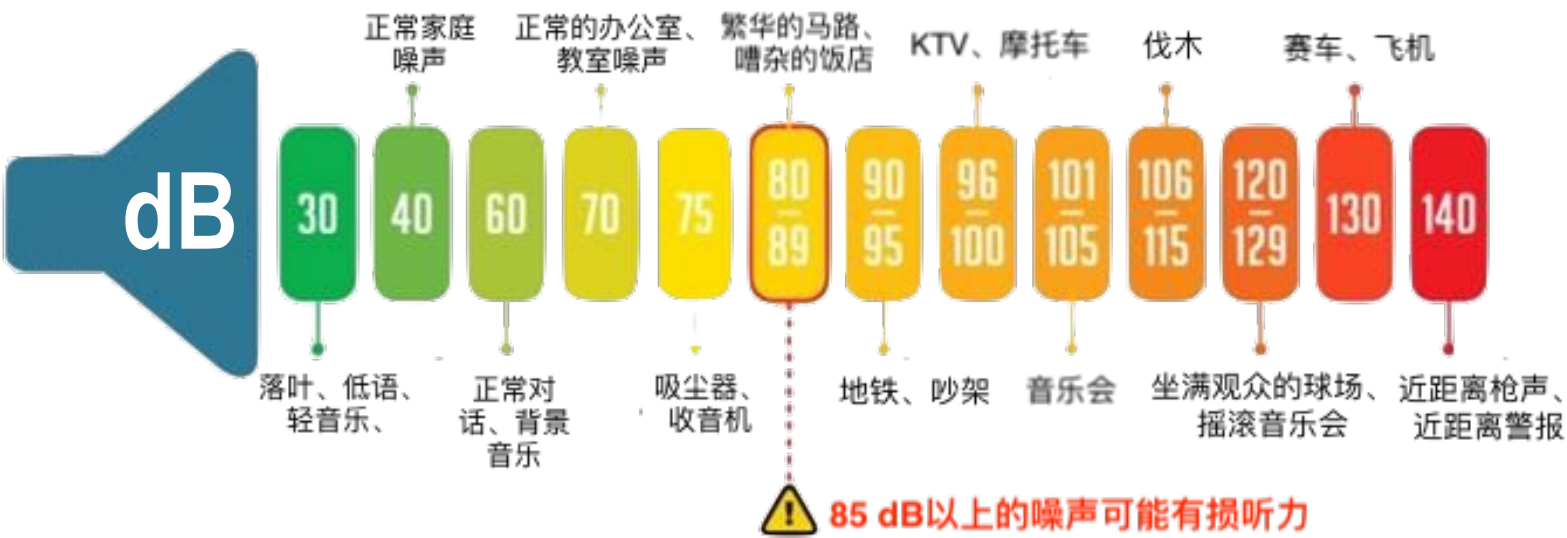 正常家庭
噪声
正常的办公室、
教室噪声
繁华的马路、
嘈杂的饭店
KTV、摩托车
伐木
赛车、飞机
dB
30
40
60
70
75
80
89
90
95
96
100
101
105
106
115
120
129
130
140
落叶、低语、
轻音乐、
正常对
话、背景
音乐
吸尘器、
收音机
地铁、吵架
音乐会
坐满观众的球场、
摇滚音乐会
近距离枪声、
近距离警报
85 dB以上的噪声可能有损听力